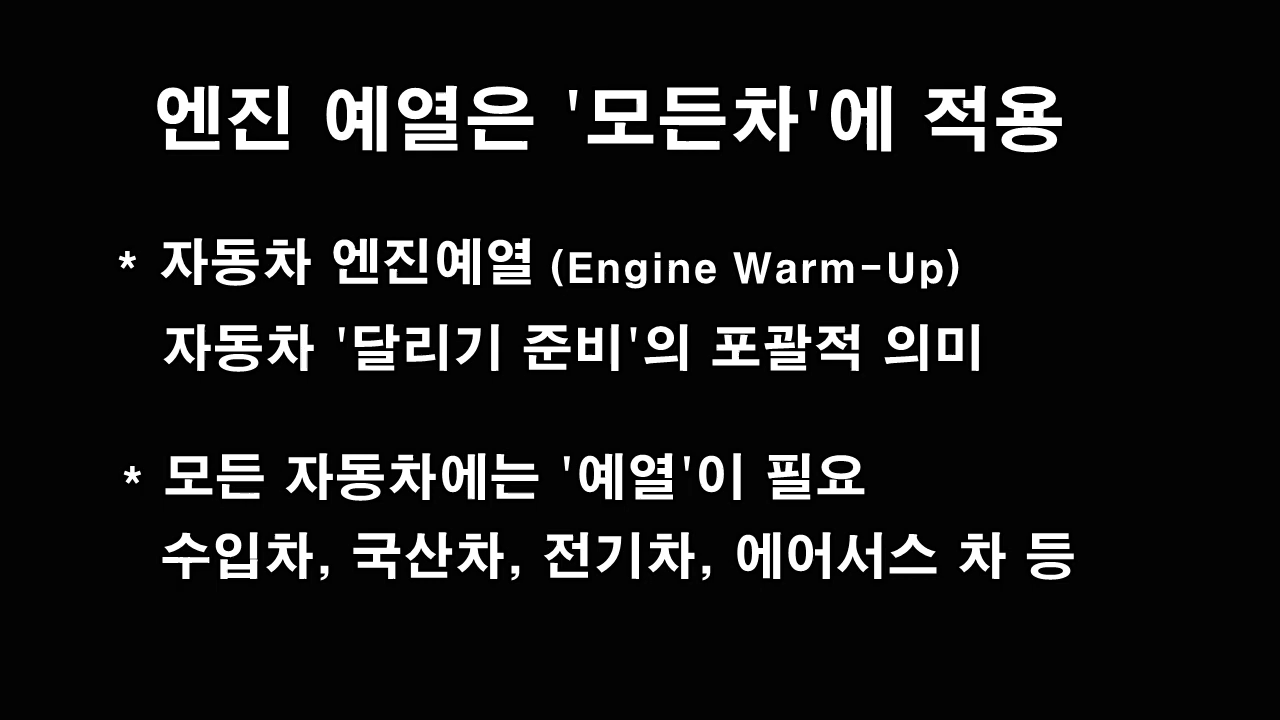 엔진 예열은 '모든차'에 적용
* 자동차 엔진예열 (Engine Warm-Up)
자동차 '달리기 준비'의 포괄적 의미
* 모든 자동차에는 '예열'이 필요
수입차, 국산차, 전기차, 에어서스 차 등